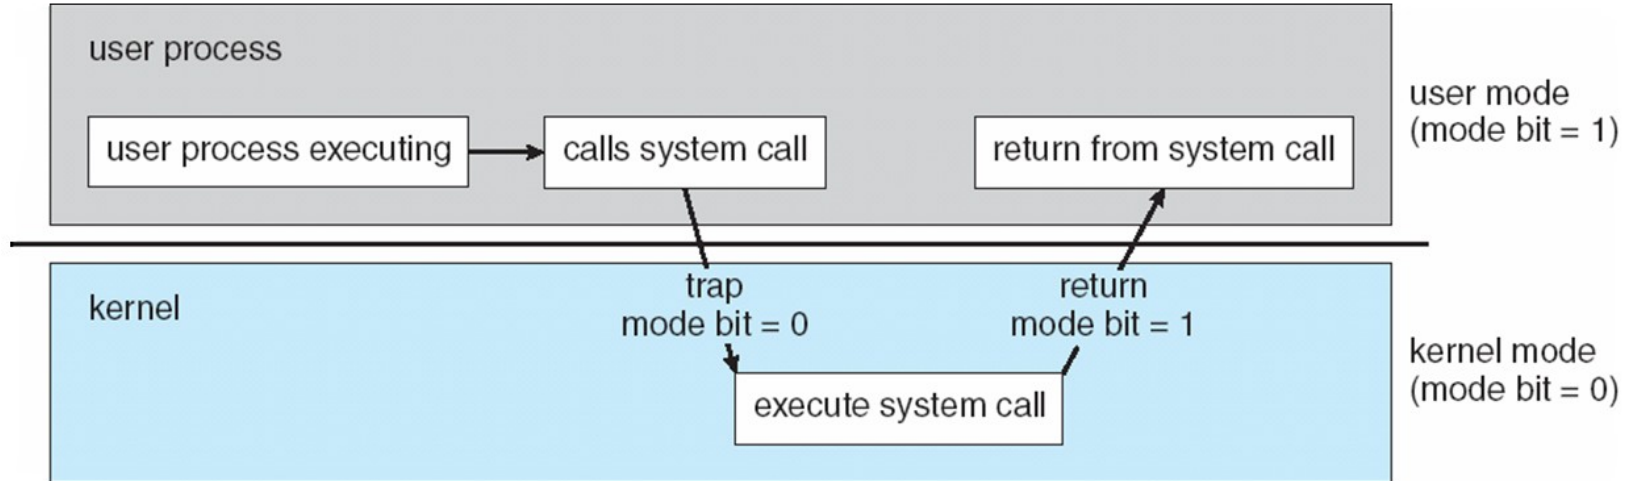 user process
user process executing
calls system call
return from system call
user mode
(mode bit = 1)
kernel
trap
mode bit = 0
return
mode bit = 1
execute system call
kernel mode
(mode bit = 0)